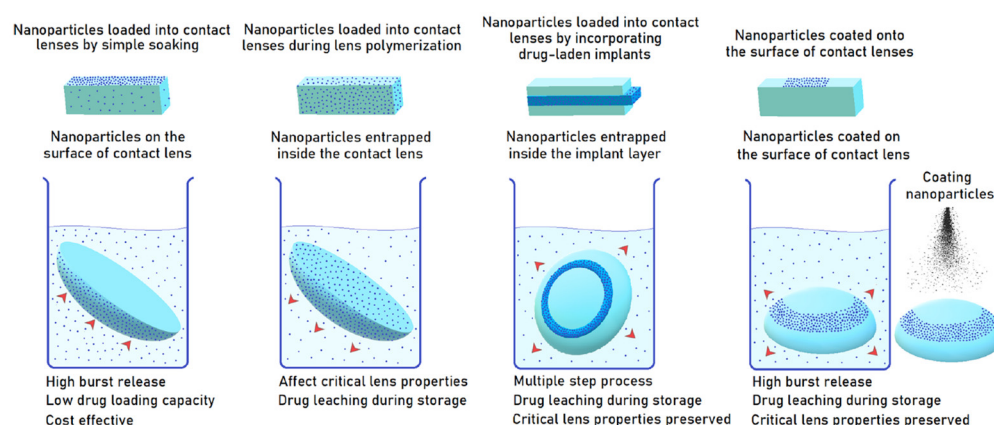 Nanoparticles loaded into contact
lenses by simple soaking
Nanoparticles on the
surface of contact lens
High burst release
Low drug loading capacity
Cost effective
Nanoparticles loaded into contact
lenses during lens polymerization
Nanoparticles entrapped
inside the contact lens
Affect critical lens properties
Drug leaching during storage
Nanoparticles loaded into contact
lenses by incorporating
drug-laden implants
Nanoparticles entrapped
inside the implant layer
Multiple step process
Drug leaching during storage
Critical lens properties preserved
Nanoparticles coated onto
the surface of contact lenses
Nanoparticles coated on
the surface of contact lens
Coating
nanoparticles
High burst release
Drug leaching during storage
Critical lens properties preserved